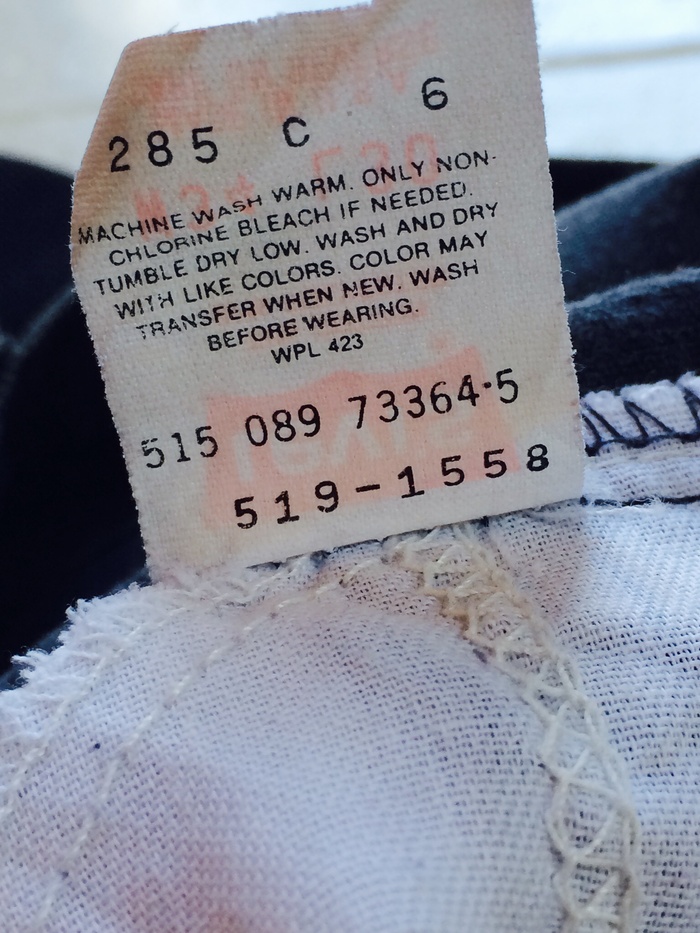 285 C 6
MACHINE WASH WARM. ONLY NON-
CHLORINE BLEACH IF NEEDED.
TUMBLE DRY LOW. WASH AND DRY
WITH LIKE COLORS. COLOR MAY
TRANSFER WHEN NEW. WASH
BEFORE WEARING.
WPL 423
515 089 73364-5
519-1558